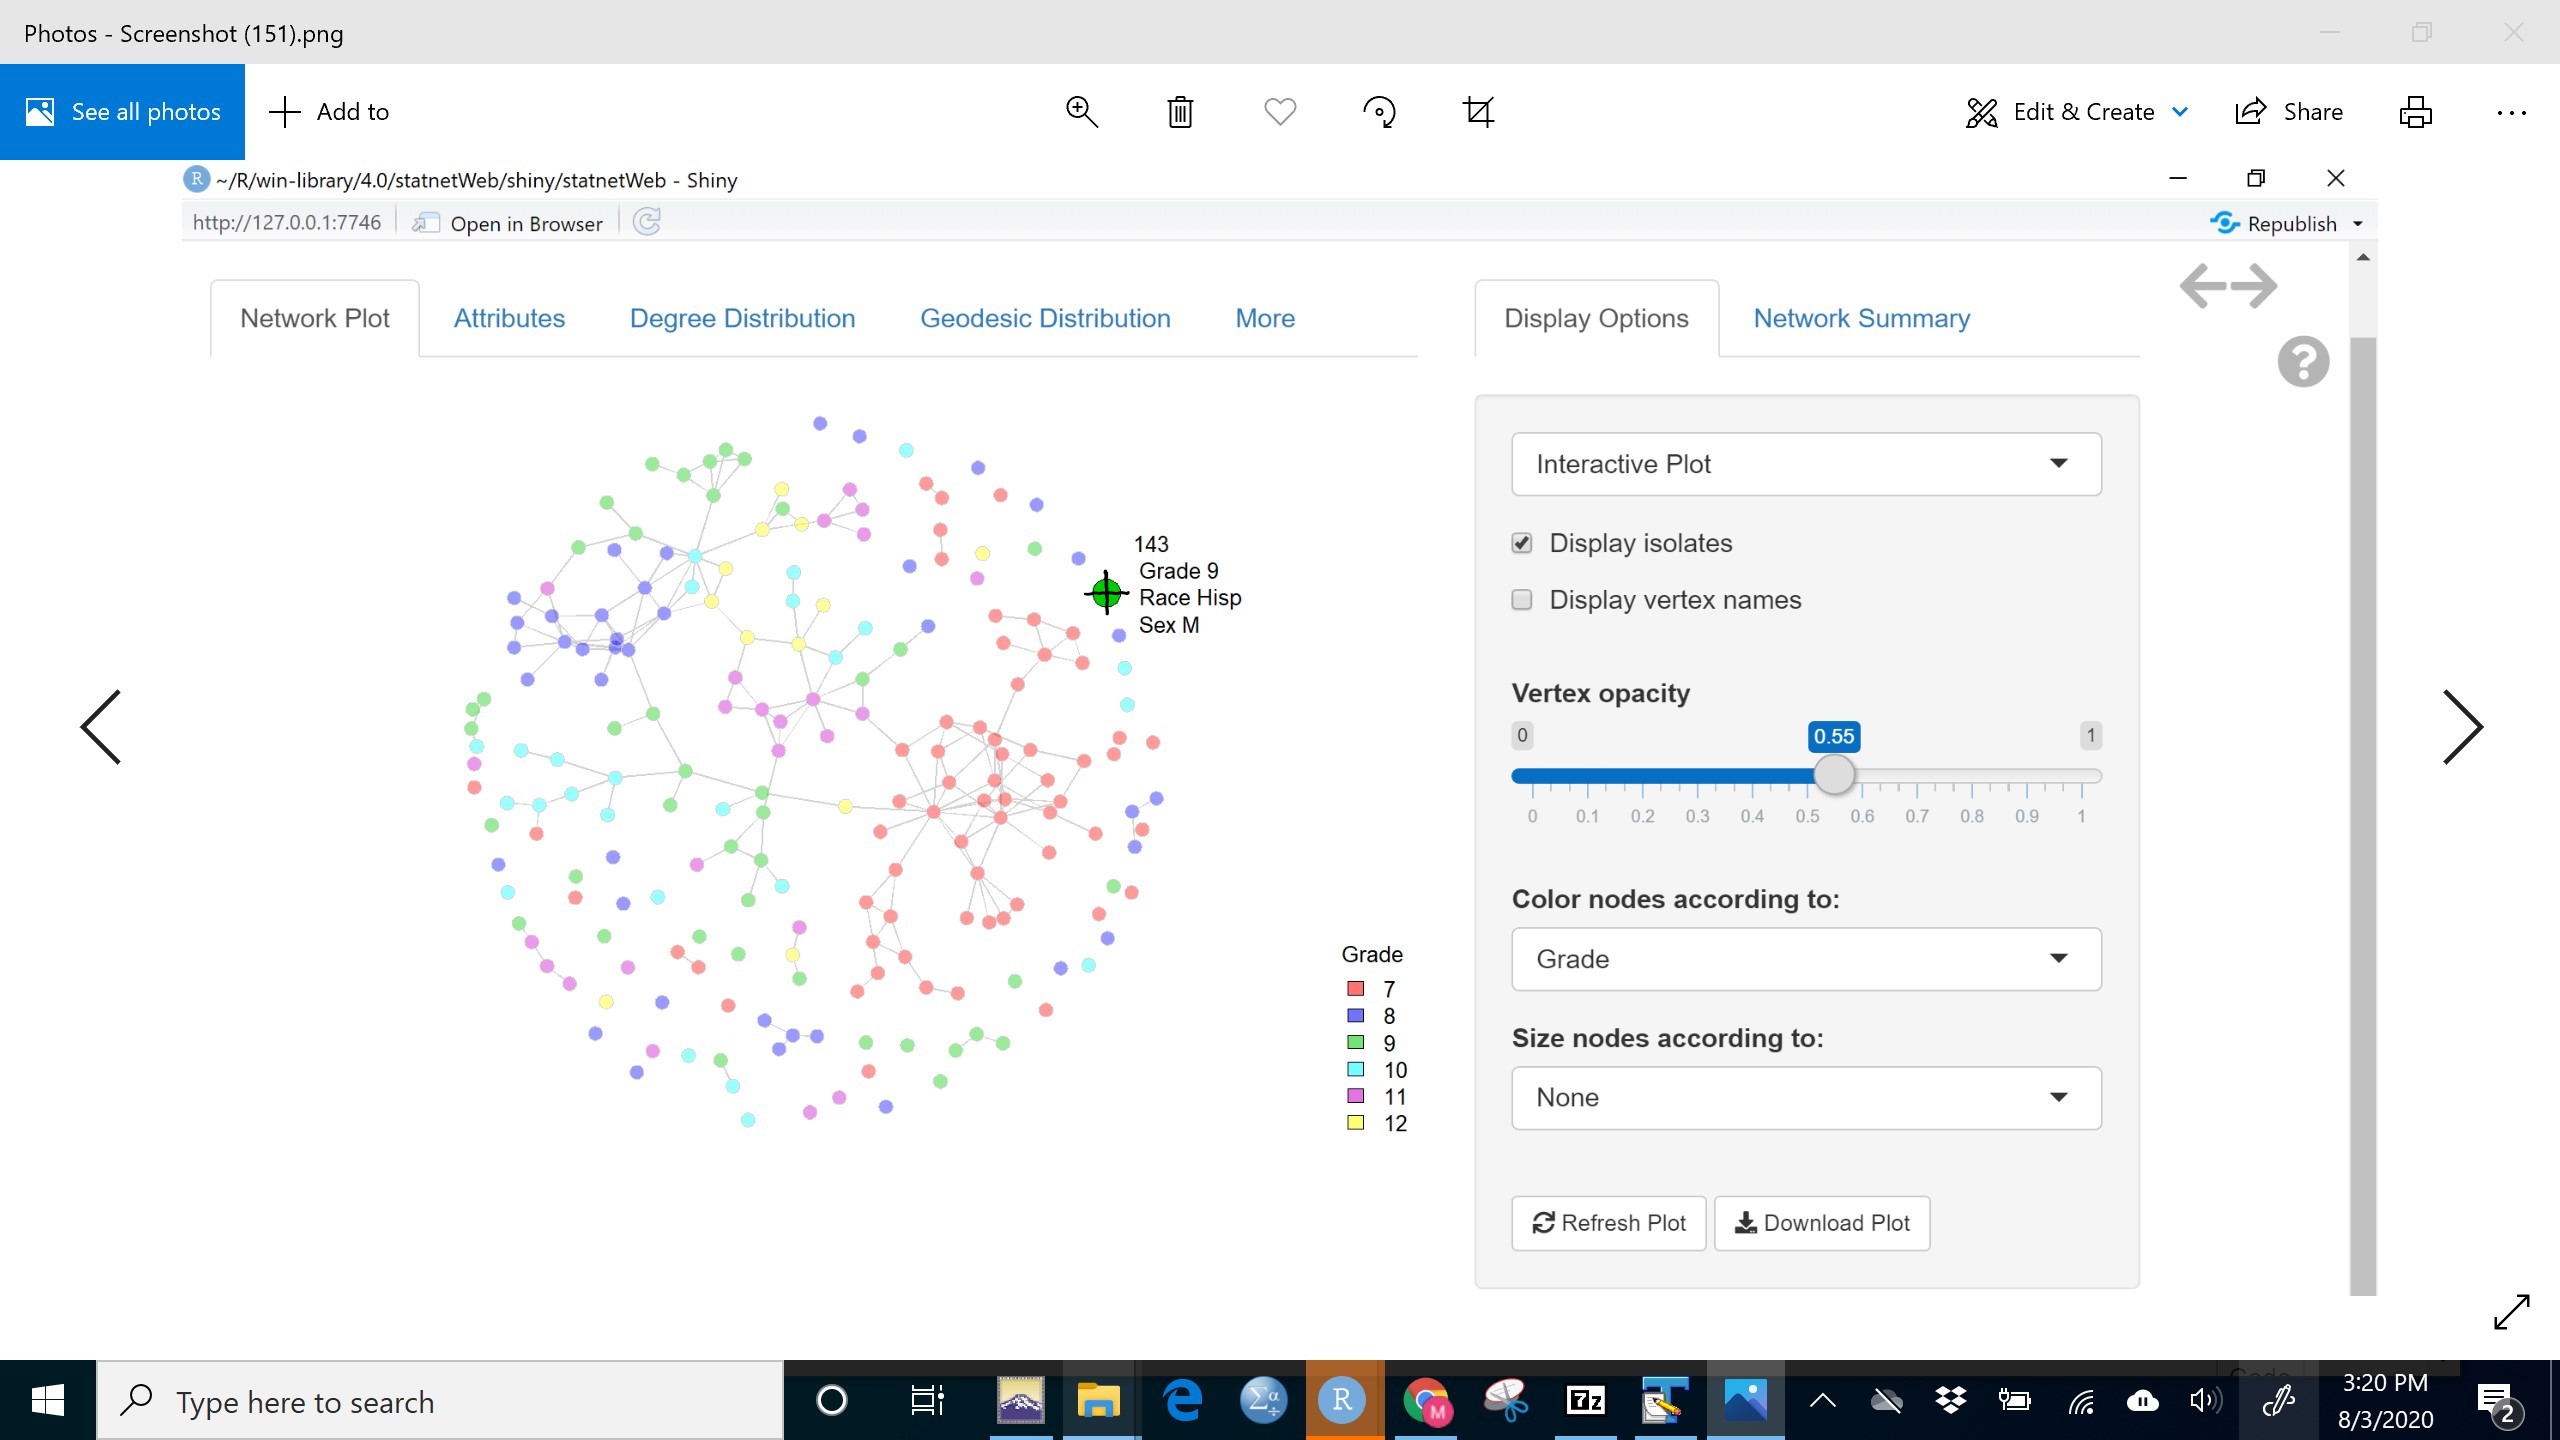 Photos - Screenshot (151).png
See all photos
Add to
Edit & Create
Share
R ~/R/win-library/4.0/statnetWeb/shiny/statnetWeb - Shiny
http://127.0.0.1:7746
Open in Browser
Republish
Network Plot
Attributes
Degree Distribution
Geodesic Distribution
More
Display Options
Network Summary
?
143
Grade 9
Race Hisp
Sex M
Grade
7
8
9
10
11
12
Interactive Plot
Display isolates
Display vertex names
Vertex opacity
0 0.55 1
0 0.1 0.2 0.3 0.4 0.5 0.6 0.7 0.8 0.9 1
Color nodes according to:
Grade
Size nodes according to:
None
Refresh Plot
Download Plot
Type here to search
Σα÷
R
M
7z
3:20 PM
8/3/2020
2